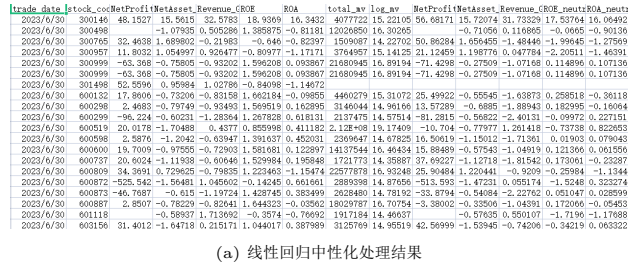 trade_date stock_cod NetProfit NetAsset_ Revenue_G ROE ROA total_mv log_mv NetProfit NetAsset_ Revenue_G ROE_neutr ROA_neutr
2023/6/30 300146 48.1527 15.5615 32.5783 18.9369 16.3432 4077722 15.22105 56.68171 15.72074 31.73329 17.53764 16.06492
2023/6/30 300498 -1.07935 0.505286 1.385875 -0.81181 12026850 16.30265 -0.71056 0.116865 -0.0665 -0.90136
2023/6/30 300765 32.4638 1.689802 -0.21983 -0.646 -0.82397 1509087 14.22702 50.86284 1.656455 -1.48446 -1.99645 -1.27569
2023/6/30 300957 11.8032 1.054997 0.926477 -0.80977 -1.17171 3764957 15.14125 21.12459 1.198776 0.047784 -2.20511 -1.46391
2023/6/30 300999 -63.368 -0.75805 -0.93202 1.596208 0.093867 21680945 16.89194 -71.4298 -0.27509 -1.07168 0.114896 0.107136
2023/6/30 300999 -63.368 -0.75805 -0.93202 1.596208 0.093867 21680945 16.89194 -71.4298 -0.27509 -1.07168 0.114896 0.107136
2023/6/30 301498 52.5596 0.95984 1.02786 -0.84098 -1.14672
2023/6/30 600132 17.8606 -0.73206 -0.83158 1.662184 -0.09855 4460279 15.31072 25.49922 -0.55545 -1.63873 0.258518 -0.36118
2023/6/30 600298 2.4683 -0.79749 -0.93493 1.569519 0.162895 3146044 14.96166 13.57289 -0.6885 -1.88943 0.182995 -0.16064
2023/6/30 600299 -96.224 -0.60231 -1.28364 1.267828 0.618131 2137475 14.57514 -81.2815 -0.56822 -2.40131 -0.09972 0.227151
2023/6/30 600519 20.0178 -1.70488 0.4377 0.855998 0.411182 2.12E+08 19.17409 -10.704 -0.77977 1.261418 -0.73738 0.822653
2023/6/30 600598 2.5876 -1.2042 -0.63947 1.391637 0.452031 2369647 14.67825 16.50619 -1.15012 -1.71361 0.01903 0.079043
2023/6/30 600600 19.7009 -0.97555 -0.72903 1.581681 0.122897 14137544 16.46434 15.88489 -0.57543 -1.04919 0.121366 0.061556
2023/6/30 600737 20.6024 -1.11938 -0.60646 1.529984 0.195848 1721773 14.35887 37.69227 -1.12718 -1.81542 0.173061 -0.23287
2023/6/30 600809 34.3691 0.729625 -0.79835 1.223463 -1.15474 22577878 16.93248 25.90484 1.220441 -0.9209 -0.25984 -1.1344
2023/6/30 600872 -525.542 -1.56481 1.045602 -0.14245 0.661661 2889398 14.87656 -513.593 -1.47231 0.055174 -1.5248 0.323274
2023/6/30 600873 -46.7687 -0.615 -1.19724 1.428745 0.383499 2628480 14.78192 -33.8794 -0.54084 -2.22762 0.051047 0.028599
2023/6/30 600887 2.8507 -0.78229 -0.82641 1.644323 -0.03562 18029787 16.70754 -3.38002 -0.33506 -1.04391 0.172066 -0.05453
2023/6/30 601118 -0.58937 1.713692 -0.3574 -0.76692 1917184 14.46637 -0.57635 0.550107 -1.7196 -1.17688
2023/6/30 603156 31.4012 -1.64718 0.215171 1.044017 0.387989 3125769 14.95519 42.56999 -1.53945 -0.74206 -0.34219 0.063322
(a) 线性回归中性化处理结果